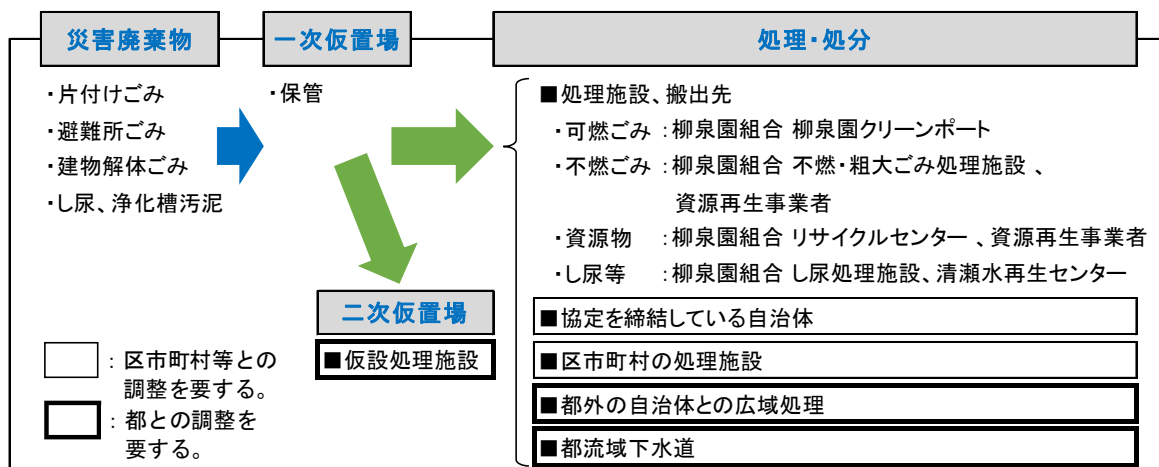 災害廃棄物
・片付けごみ
・避難所ごみ
・建物解体ごみ
・し尿、浄化槽汚泥
一次仮置場
・保管
二次仮置場
■仮設処理施設
処理・処分
■処理施設、搬出先
・可燃ごみ：柳泉園組合 柳泉園クリーンポート
・不燃ごみ：柳泉園組合 不燃・粗大ごみ処理施設 、
資源再生事業者
・資源物　：柳泉園組合 リサイクルセンター 、資源再生事業者
・し尿等　：柳泉園組合 し尿処理施設、清瀬水再生センター
■協定を締結している自治体
■区市町村の処理施設
■都外の自治体との広域処理
■都流域下水道
：区市町村等との
調整を要する。
：都との調整を
要する。